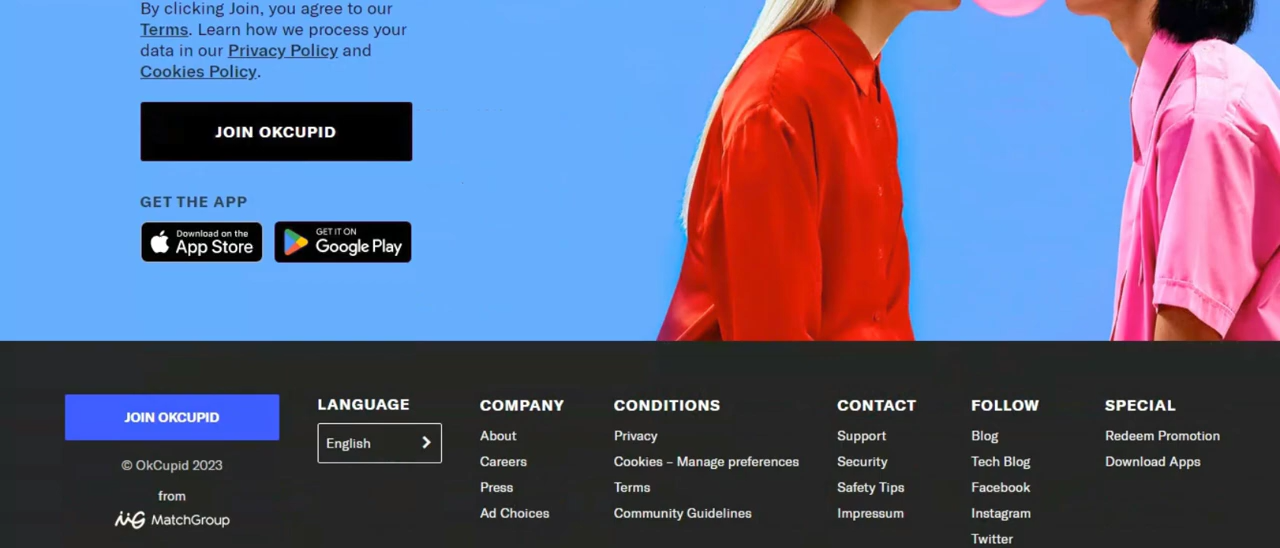 By clicking Join, you agree to our
Terms. Learn how we process your
data in our Privacy Policy and
Cookies Policy.
JOIN OKCUPID
GET THE APP
Download on the
App Store
GET IT ON
Google Play
JOIN OKCUPID
© OkCupid 2023
from
MG MatchGroup
LANGUAGE
English
COMPANY
About
Careers
Press
Ad Choices
CONDITIONS
Privacy
Cookies – Manage preferences
Terms
Community Guidelines
CONTACT
Support
Security
Safety Tips
Impressum
FOLLOW
Blog
Tech Blog
Facebook
Instagram
Twitter
SPECIAL
Redeem Promotion
Download Apps